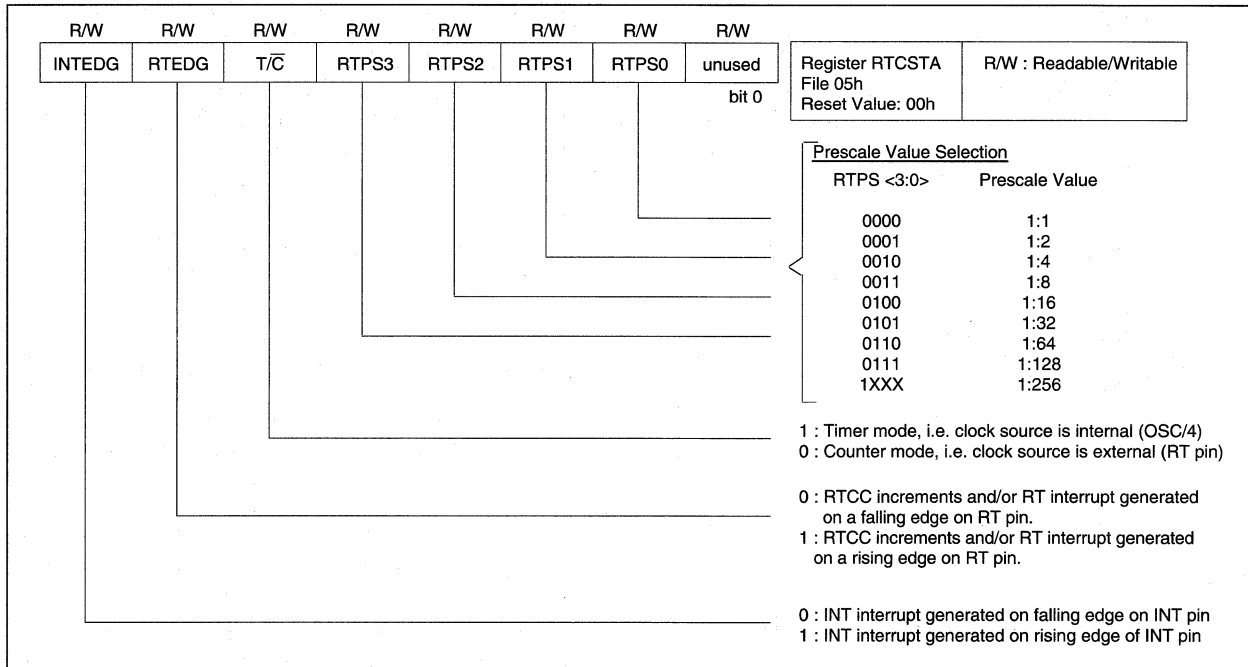 R/W R/W R/W R/W R/W R/W R/W R/W
INTEDG RTEDG T/C̅ RTPS3 RTPS2 RTPS1 RTPS0 unused
bit 0
Register RTCSTA
File 05h
Reset Value: 00h
R/W : Readable/Writable
Prescale Value Selection
RTPS <3:0> Prescale Value
0000 1:1
0001 1:2
0010 1:4
0011 1:8
0100 1:16
0101 1:32
0110 1:64
0111 1:128
1XXX 1:256
1 : Timer mode, i.e. clock source is internal (OSC/4)
0 : Counter mode, i.e. clock source is external (RT pin)
0 : RTCC increments and/or RT interrupt generated
on a falling edge on RT pin.
1 : RTCC increments and/or RT interrupt generated
on a rising edge on RT pin.
0 : INT interrupt generated on falling edge on INT pin
1 : INT interrupt generated on rising edge of INT pin